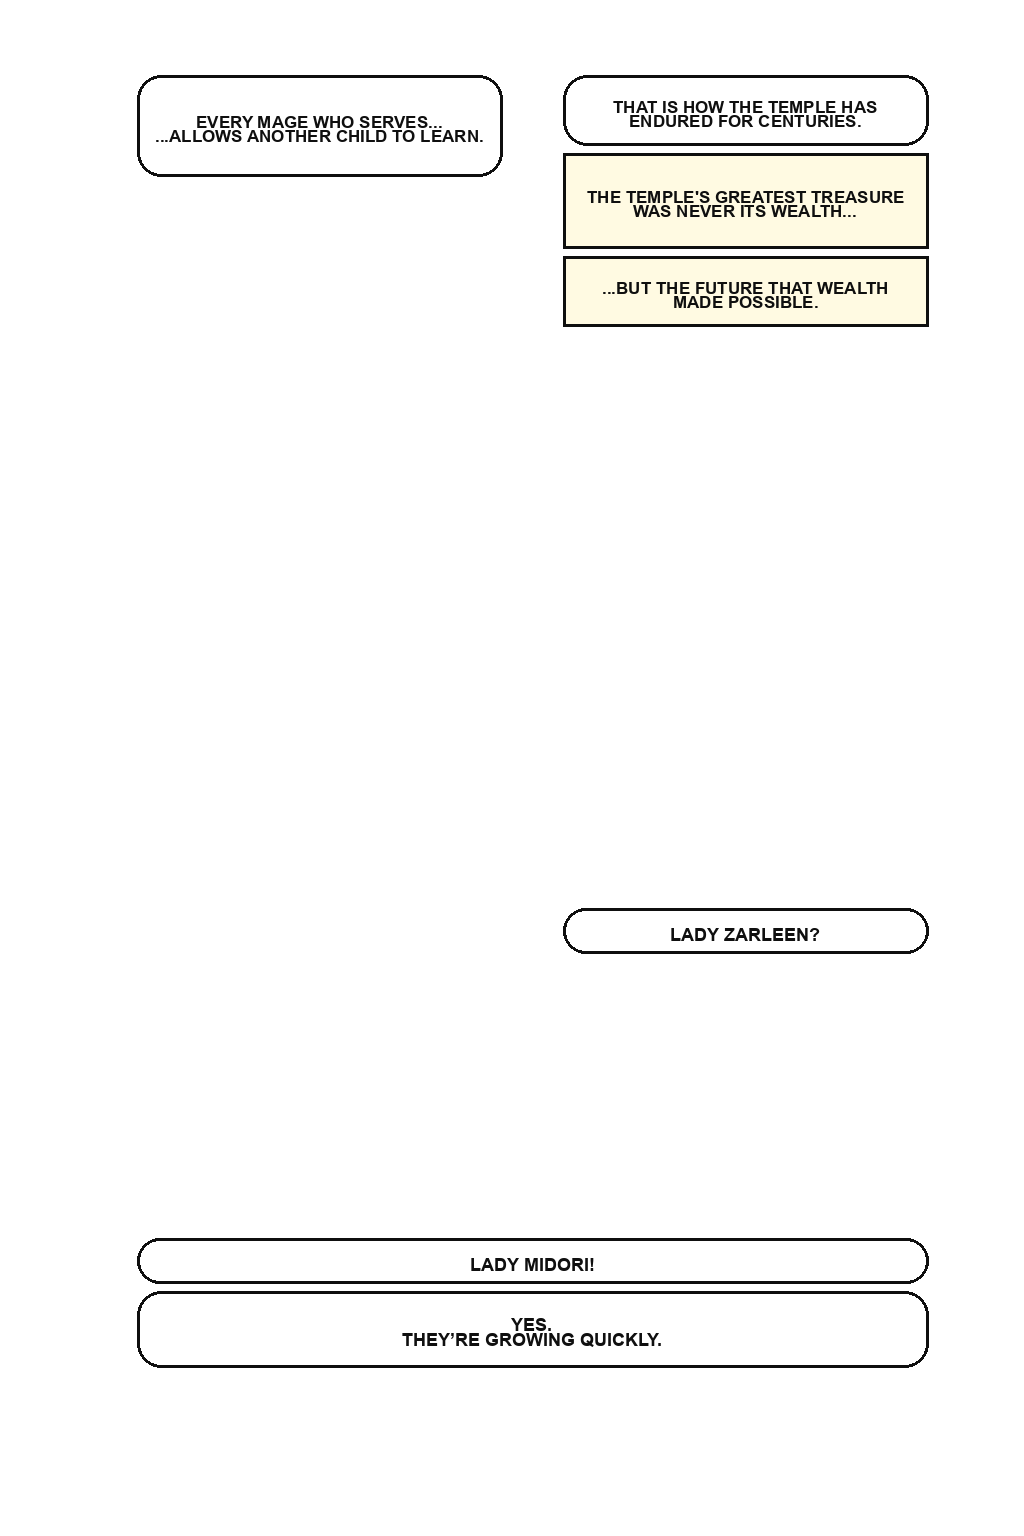 EVERY MAGE WHO SERVES...
...ALLOWS ANOTHER CHILD TO LEARN.
THAT IS HOW THE TEMPLE HAS
ENDURED FOR CENTURIES.
THE TEMPLE'S GREATEST TREASURE
WAS NEVER ITS WEALTH...
...BUT THE FUTURE THAT WEALTH
MADE POSSIBLE.
LADY ZARLEEN?
LADY MIDORI!
YES.
THEY’RE GROWING QUICKLY.